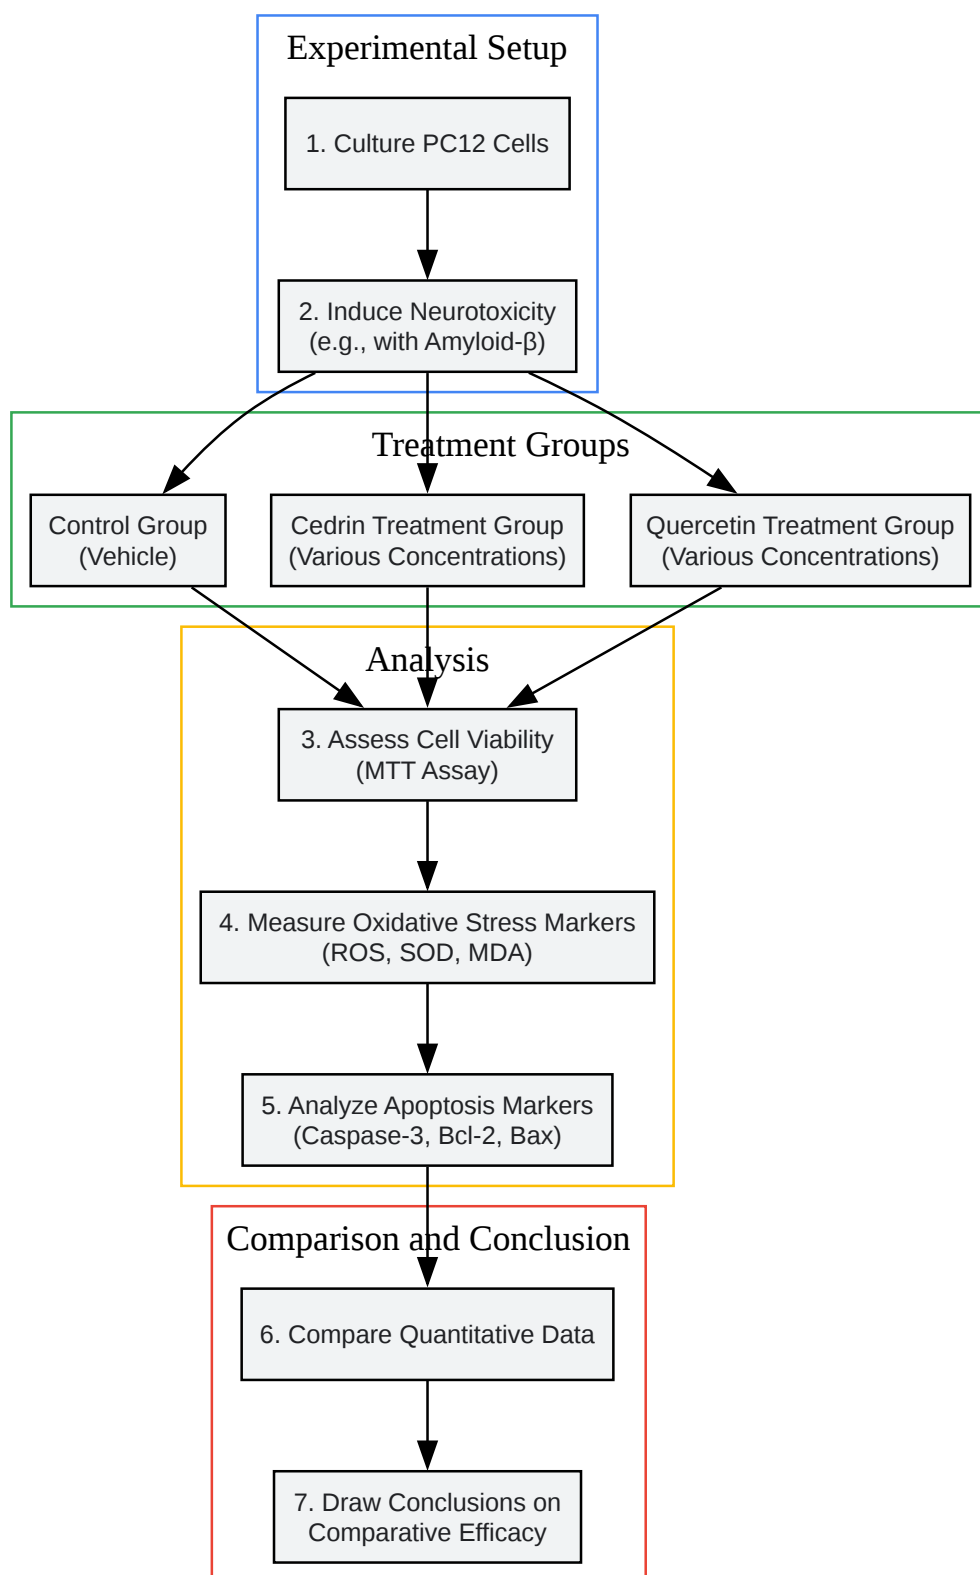 Experimental Setup
1. Culture PC12 Cells
2. Induce Neurotoxicity
(e.g., with Amyloid-β)
Treatment Groups
Control Group
(Vehicle)
Cedrin Treatment Group
(Various Concentrations)
Quercetin Treatment Group
(Various Concentrations)
Analysis
3. Assess Cell Viability
(MTT Assay)
4. Measure Oxidative Stress Markers
(ROS, SOD, MDA)
5. Analyze Apoptosis Markers
(Caspase-3, Bcl-2, Bax)
Comparison and Conclusion
6. Compare Quantitative Data
7. Draw Conclusions on
Comparative Efficacy